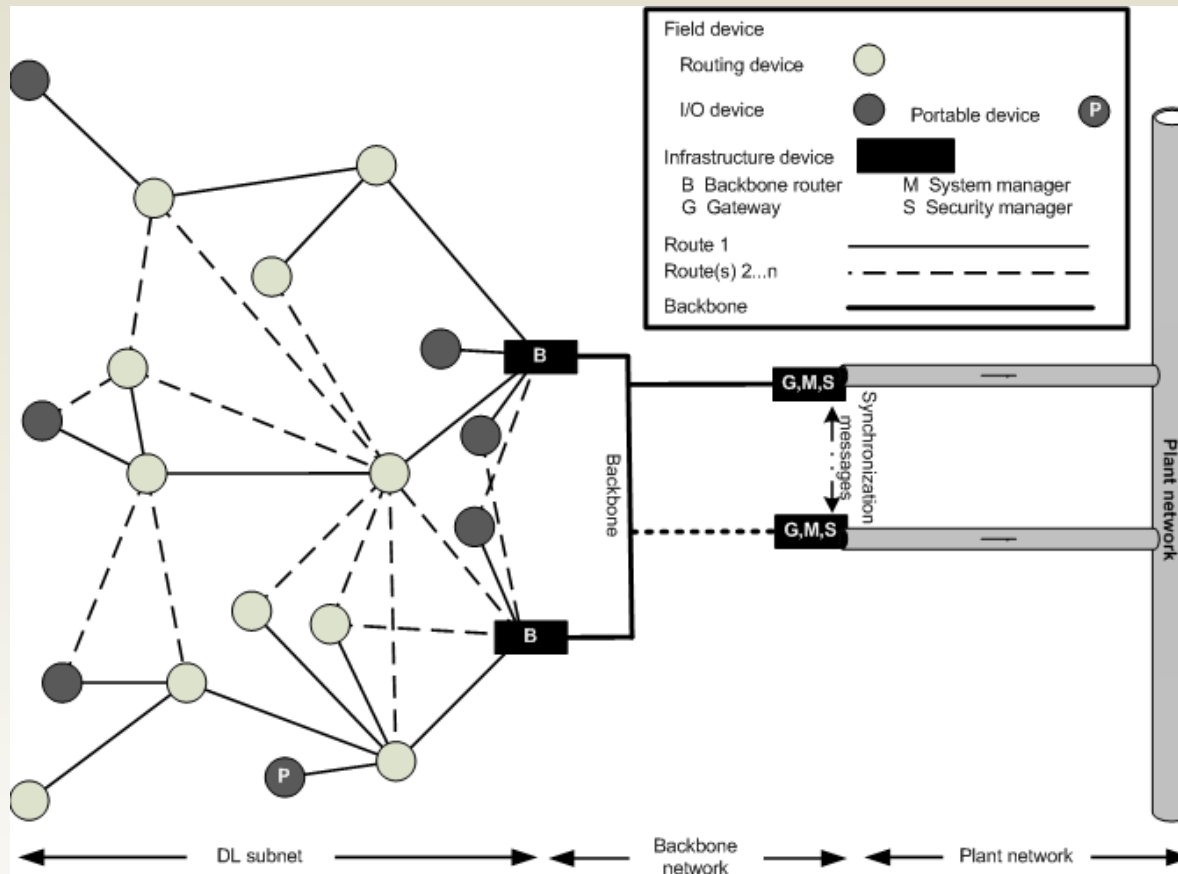 Field device
Routing device
I/O device
Portable device
P
Infrastructure device
B Backbone router
M System manager
G Gateway
S Security manager
Route 1
Route(s) 2...n
Backbone
B
G,M,S
Synchronization
messages
Backbone
Plant network
G,M,S
B
P
DL subnet
Backbone
network
Plant network